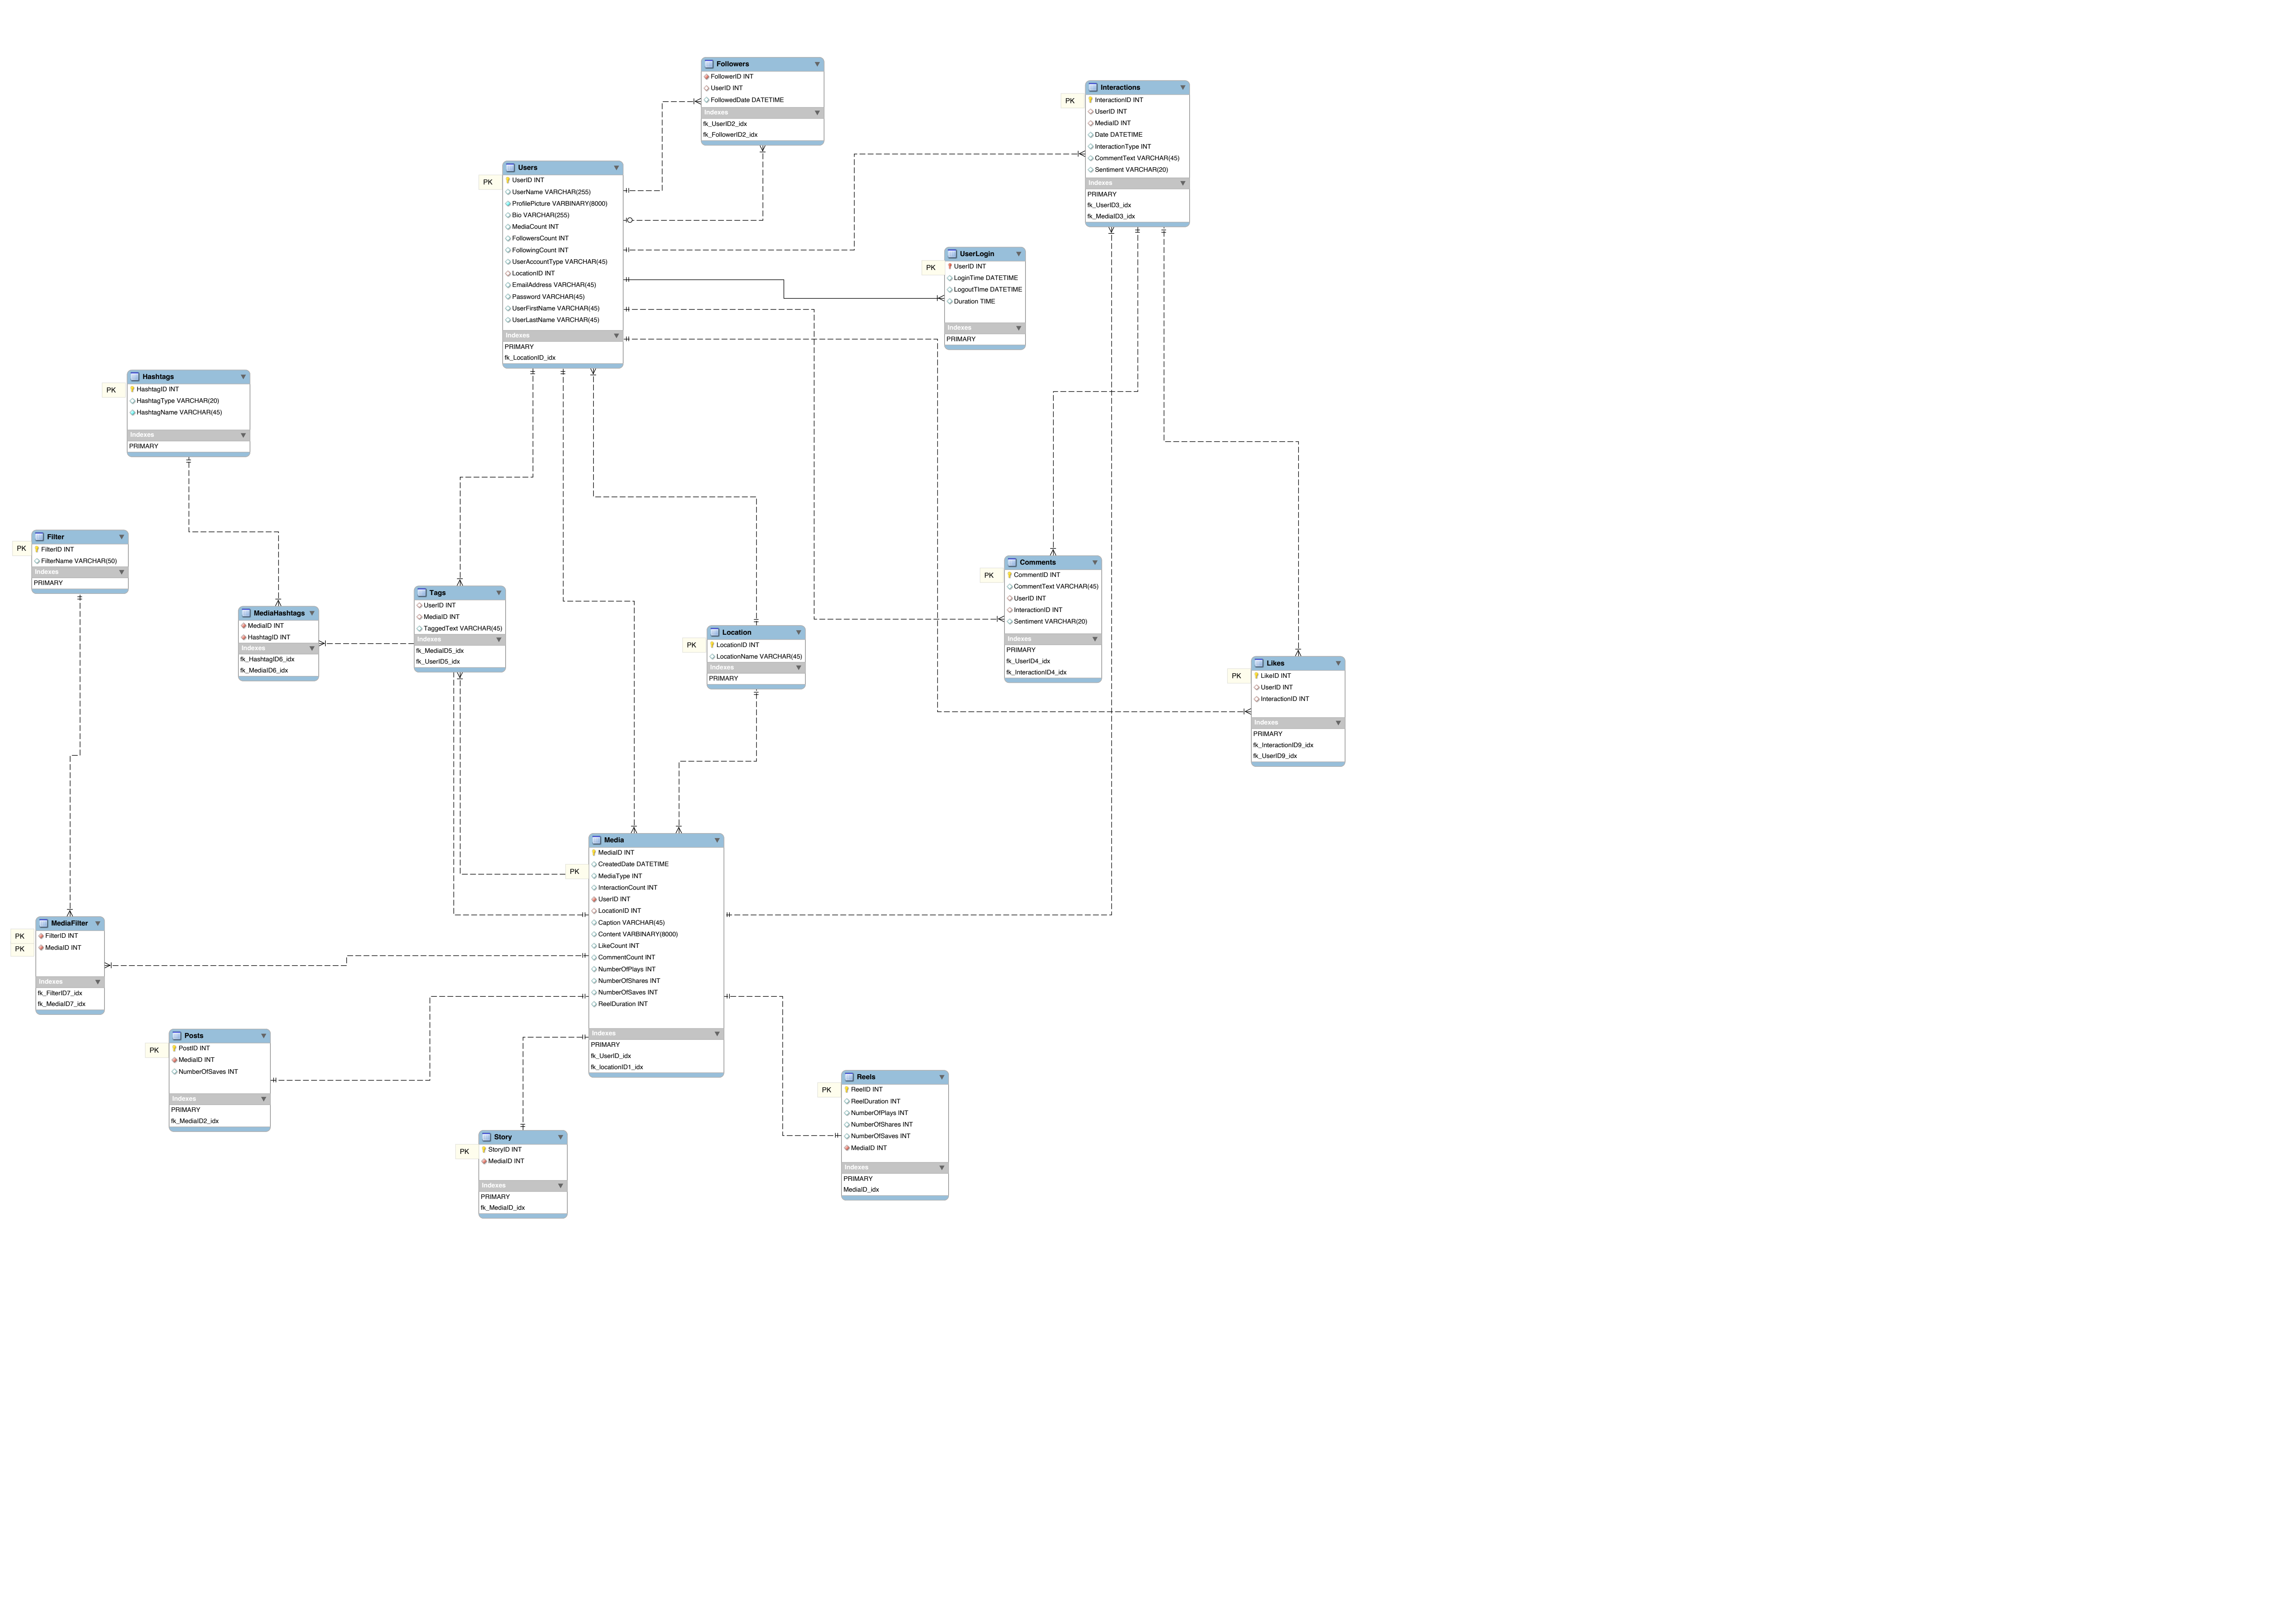 Followers
FollowerID INT
UserID INT
FollowedDate DATETIME
Indexes
fk_UserID2_idx
fk_FollowerID2_idx
Interactions
PK
InteractionID INT
UserID INT
MediaID INT
Date DATETIME
InteractionType INT
CommentText VARCHAR(45)
Sentiment VARCHAR(20)
Indexes
PRIMARY
fk_UserID3_idx
fk_MediaID3_idx
Users
PK
UserID INT
UserName VARCHAR(255)
ProfilePicture VARBINARY(8000)
Bio VARCHAR(255)
MediaCount INT
FollowersCount INT
FollowingCount INT
UserAccountType VARCHAR(45)
LocationID INT
EmailAddress VARCHAR(45)
Password VARCHAR(45)
UserFirstName VARCHAR(45)
UserLastName VARCHAR(45)
Indexes
PRIMARY
fk_LocationID_idx
UserLogin
PK
UserID INT
LoginTime DATETIME
LogoutTIme DATETIME
Duration TIME
Indexes
PRIMARY
Hashtags
PK
HashtagID INT
HashtagType VARCHAR(20)
HashtagName VARCHAR(45)
Indexes
PRIMARY
Filter
PK
FilterID INT
FilterName VARCHAR(50)
Indexes
PRIMARY
MediaHashtags
MediaID INT
HashtagID INT
Indexes
fk_HashtagID6_idx
fk_MediaID6_idx
Tags
UserID INT
MediaID INT
TaggedText VARCHAR(45)
Indexes
fk_MediaID5_idx
fk_UserID5_idx
Location
PK
LocationID INT
LocationName VARCHAR(45)
Indexes
PRIMARY
Comments
PK
CommentID INT
CommentText VARCHAR(45)
UserID INT
InteractionID INT
Sentiment VARCHAR(20)
Indexes
PRIMARY
fk_UserID4_idx
fk_InteractionID4_idx
Likes
PK
LikeID INT
UserID INT
InteractionID INT
Indexes
PRIMARY
fk_InteractionID9_idx
fk_UserID9_idx
Media
PK
MediaID INT
CreatedDate DATETIME
MediaType INT
InteractionCount INT
UserID INT
LocationID INT
Caption VARCHAR(45)
Content VARBINARY(8000)
LikeCount INT
CommentCount INT
NumberOfPlays INT
NumberOfShares INT
NumberOfSaves INT
ReelDuration INT
Indexes
PRIMARY
fk_UserID_idx
fk_locationID1_idx
MediaFilter
PK
FilterID INT
PK
MediaID INT
Indexes
fk_FilterID7_idx
fk_MediaID7_idx
Posts
PK
PostID INT
MediaID INT
NumberOfSaves INT
Indexes
PRIMARY
fk_MediaID2_idx
Story
PK
StoryID INT
MediaID INT
Indexes
PRIMARY
fk_MediaID_idx
Reels
PK
ReelID INT
ReelDuration INT
NumberOfPlays INT
NumberOfShares INT
NumberOfSaves INT
MediaID INT
Indexes
PRIMARY
MediaID_idx